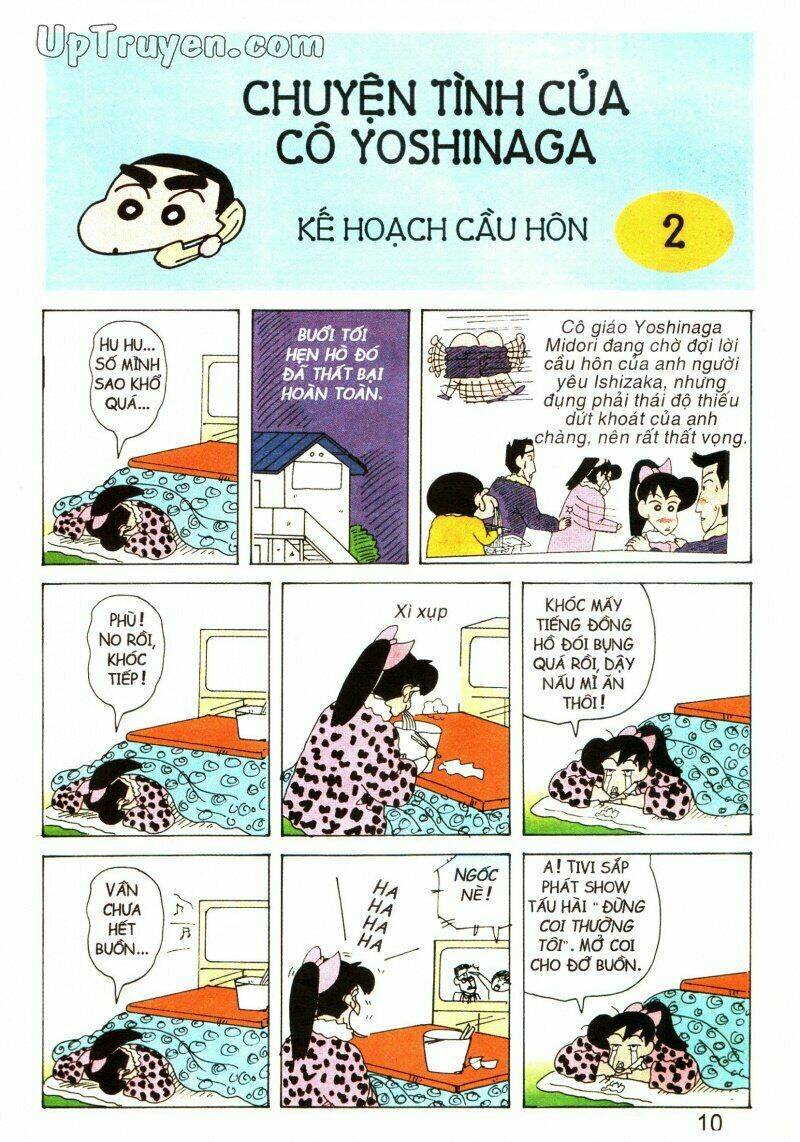 UpTruyen.com
CHUYỆN TÌNH CỦA
CÔ YOSHINAGA
KẾ HOẠCH CẦU HÔN
2
Cô giáo Yoshinaga
Midori đang chờ đợi lời
cầu hôn của anh người
yêu Ishizaka, nhưng
đụng phải thái độ thiếu
dứt khoát của anh
chàng, nên rất thất vọng.
BUỔI TỐI
HẸN HÒ ĐÓ
ĐÃ THẤT BẠI
HOÀN TOÀN.
HU HU...
SỐ MÌNH
SAO KHỔ
QUÁ...
KHÓC MẤY
TIẾNG ĐỒNG
HỒ ĐÓI BỤNG
QUÁ RỒI, DẬY
NẤU MÌ ĂN
THÔI!
Xì xụp
PHÙ!
NO RỒI,
KHÓC
TIẾP!
A! TIVI SẮP
PHÁT SHOW
TẤU HÀI "ĐỪNG
COI THƯỜNG
TÔI". MỞ COI
CHO ĐỠ BUỒN.
NGỐC
NÈ!
HA
HA
HA
HA
VẪN
CHƯA
HẾT
BUỒN...
10